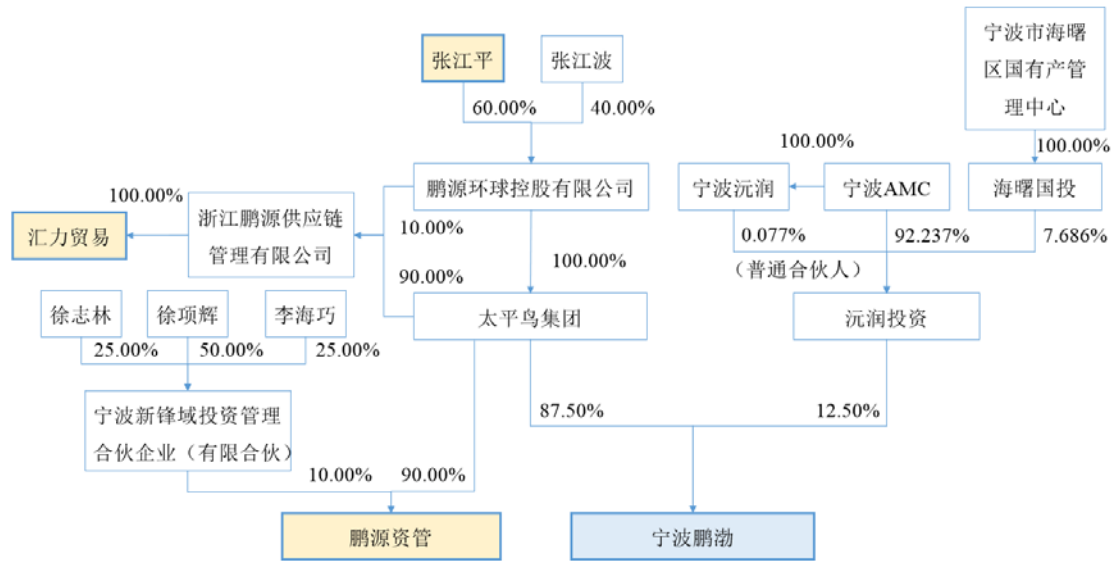 张江平
张江波
宁波市海曙
区国有产管
理中心
60.00%
40.00%
100.00%
100.00%
鹏源环球控股有限公司
宁波沅润
宁波AMC
海曙国投
100.00%
浙江鹏源供应链
管理有限公司
汇力贸易
10.00%
0.077%
92.237%
7.686%
（普通合伙人）
100.00%
90.00%
徐志林
徐项辉
李海巧
太平鸟集团
沅润投资
25.00%
50.00%
25.00%
宁波新锋域投资管理
合伙企业（有限合伙）
87.50%
12.50%
10.00%
90.00%
鹏源资管
宁波鹏渤